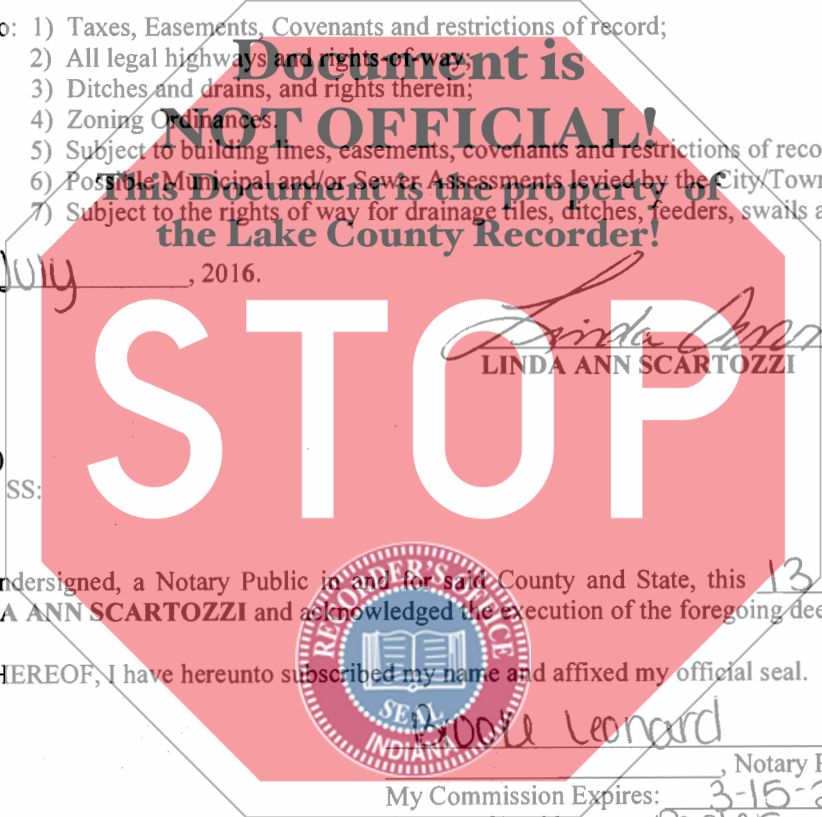 o: 1) Taxes, Easements, Covenants and restrictions of record;
Document is
2) All legal highways and rights-of-way;
3) Ditches and drains, and rights therein;
NOT OFFICIAL!
4) Zoning Ordinances.
5) Subject to building lines, easements, covenants and restrictions of reco
This Document is the property of
6) Possible Municipal and/or Sewer Assessments levied by the City/Town
7) Subject to the rights of way for drainage tiles, ditches, feeders, swails a
the Lake County Recorder!
July, 2016.
STOP
Linda Ann
LINDA ANN SCARTOZZI
)
SS:
ndersigned, a Notary Public in and for said County and State, this 13
A ANN SCARTOZZI and acknowledged the execution of the foregoing dee
HEREOF, I have hereunto subscribed my name and affixed my official seal.
RECORDER'S OFFICE
SEAL
INDIANA
Brooke Leonard
, Notary P
My Commission Expires: 3-15-2